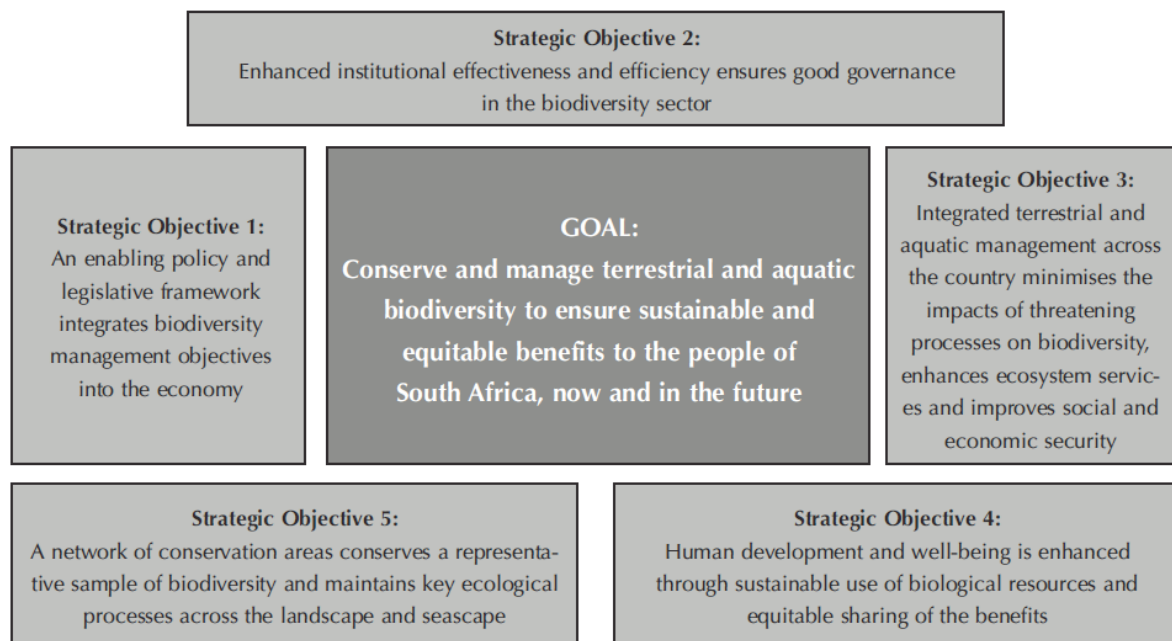 Strategic Objective 2:
Enhanced institutional effectiveness and efficiency ensures good governance
in the biodiversity sector
Strategic Objective 1:
An enabling policy and
legislative framework
integrates biodiversity
management objectives
into the economy
GOAL:
Conserve and manage terrestrial and aquatic
biodiversity to ensure sustainable and
equitable benefits to the people of
South Africa, now and in the future
Strategic Objective 3:
Integrated terrestrial and
aquatic management across
the country minimises the
impacts of threatening
processes on biodiversity,
enhances ecosystem servic-
es and improves social and
economic security
Strategic Objective 5:
A network of conservation areas conserves a representa-
tive sample of biodiversity and maintains key ecological
processes across the landscape and seascape
Strategic Objective 4:
Human development and well-being is enhanced
through sustainable use of biological resources and
equitable sharing of the benefits